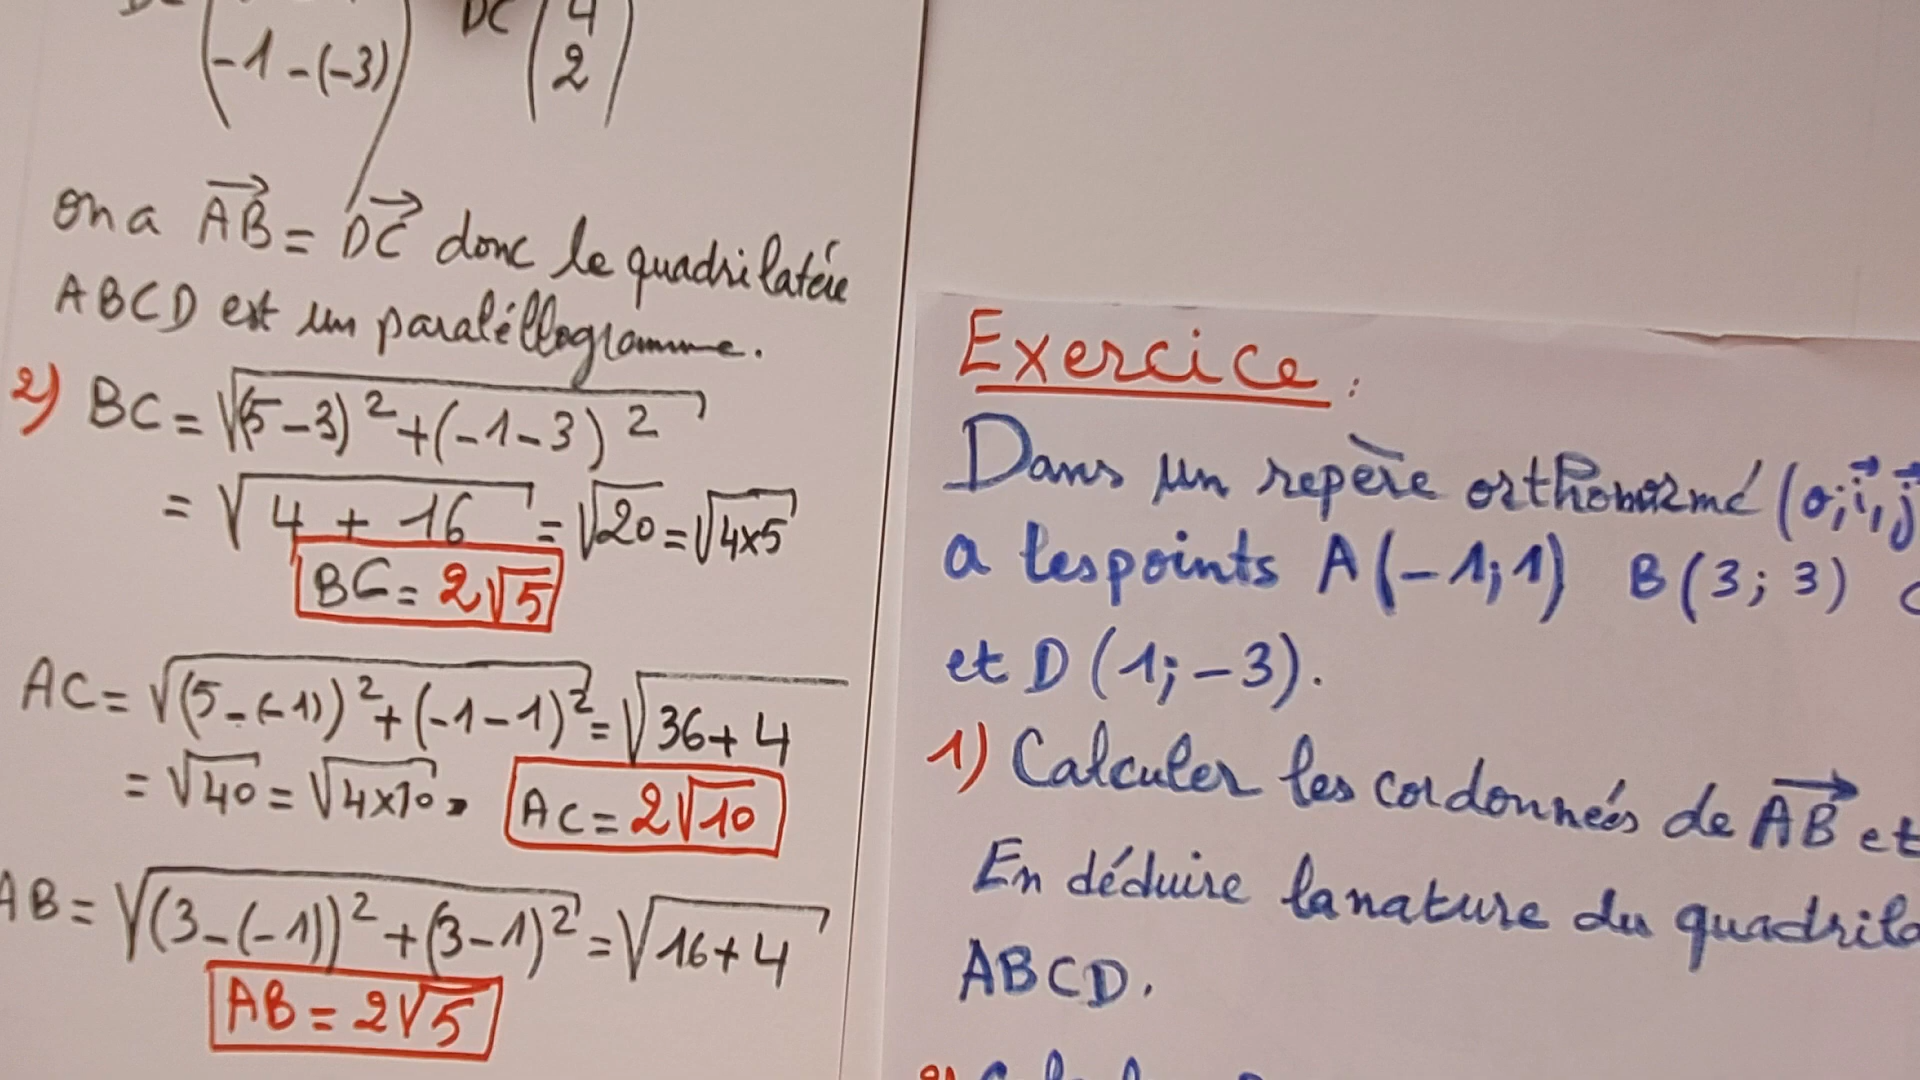 -1-(-3) DC (4
2)
on a AB = DC donc le quadrilatére
ABCD est un paraléllogramme.
2) BC = √(5-3)² + (-1-3)²
= √4 + 16 = √20 = √4×5
BC = 2√5
AC = √(5-(-1))² + (-1-1)² = √36+4
= √40 = √4×10
AC = 2√10
AB = √(3-(-1))² + (3-1)² = √16+4
AB = 2√5
Exercice :
Dans un repère orthonormé (o; i, j
a les points A(-1; 1) B(3; 3)
et D (1; -3).
1) Calculer les cordonnées de AB et
En déduire la nature du quadrila
ABCD.